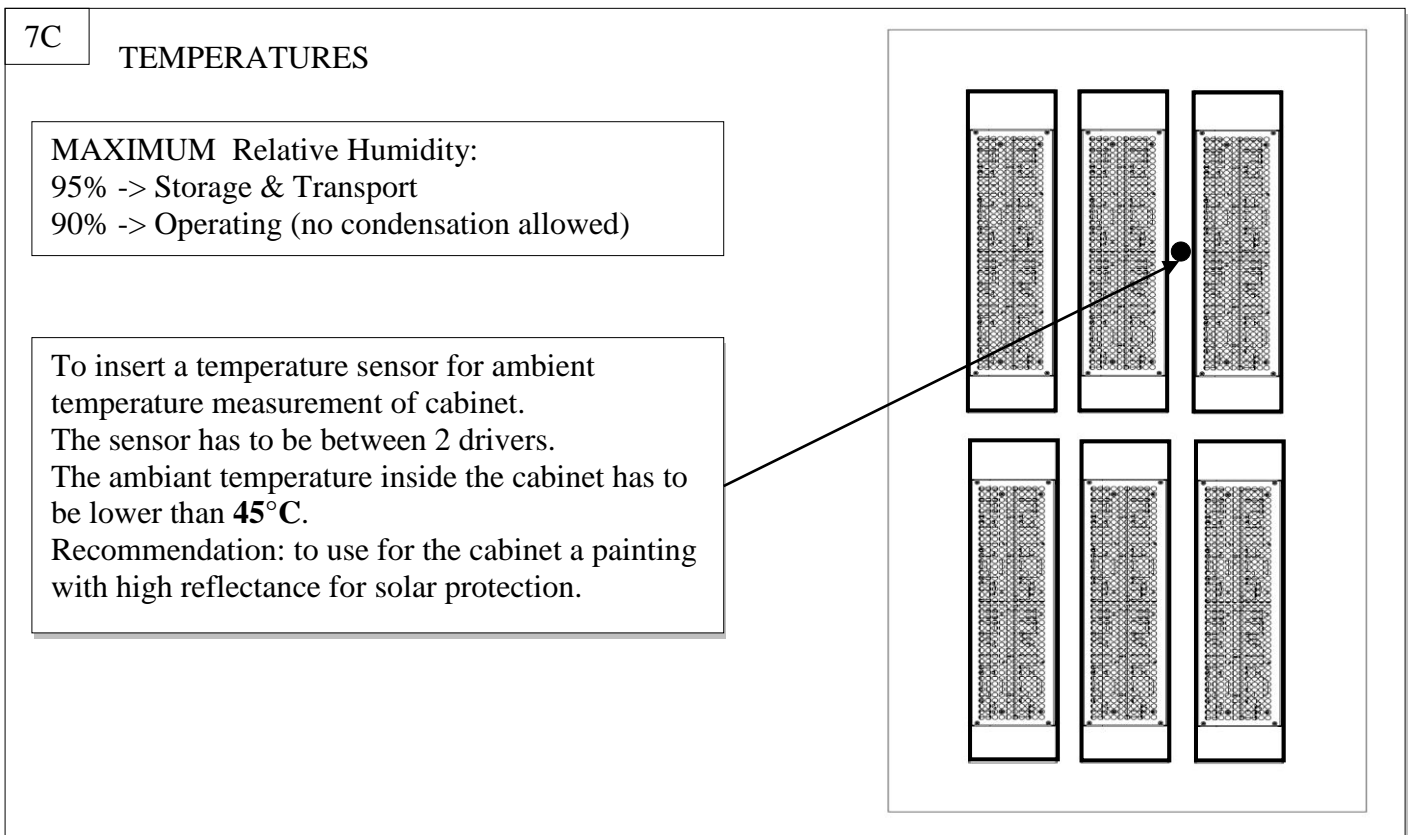 7C
TEMPERATURES
MAXIMUM Relative Humidity:
95% -> Storage & Transport
90% -> Operating (no condensation allowed)
To insert a temperature sensor for ambient
temperature measurement of cabinet.
The sensor has to be between 2 drivers.
The ambiant temperature inside the cabinet has to
be lower than 45°C.
Recommendation: to use for the cabinet a painting
with high reflectance for solar protection.